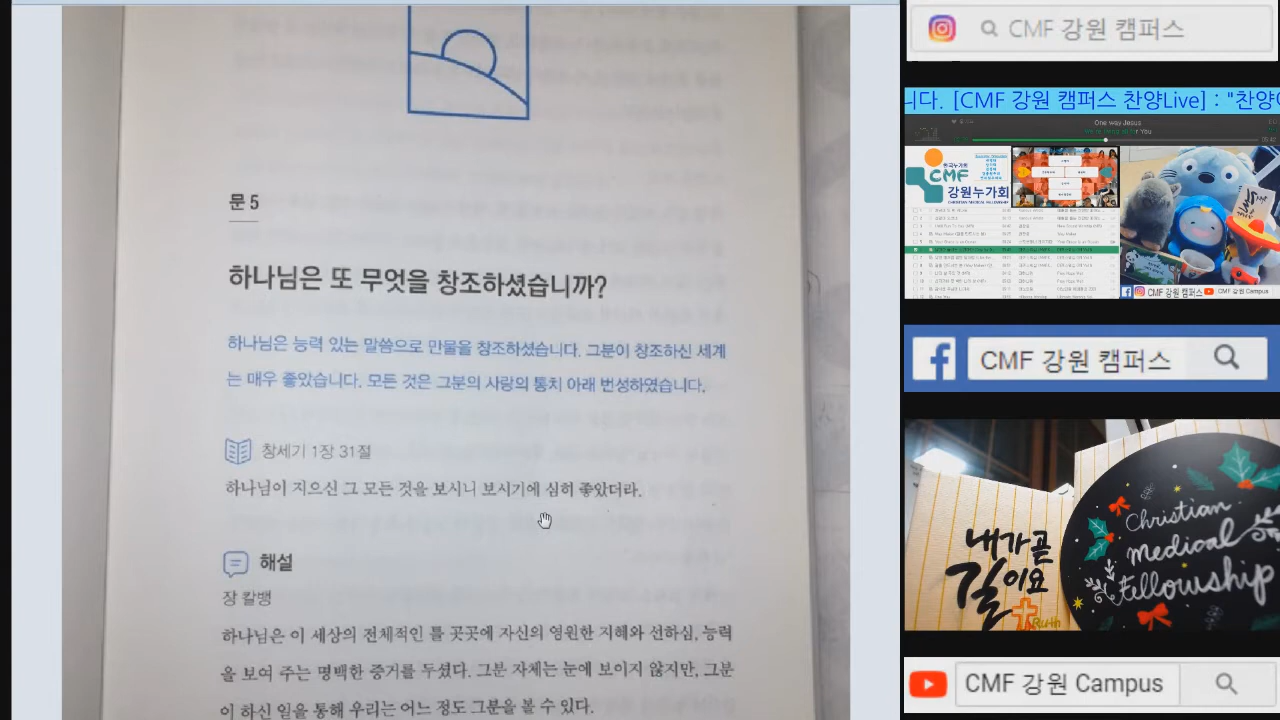 문 5
하나님은 또 무엇을 창조하셨습니까?
하나님은 능력 있는 말씀으로 만물을 창조하셨습니다. 그분이 창조하신 세계
는 매우 좋았습니다. 모든 것은 그분의 사랑의 통치 아래 번성하였습니다.
창세기 1장 31절
하나님이 지으신 그 모든 것을 보시니 보시기에 심히 좋았더라.
해설
장 칼뱅
하나님은 이 세상의 전체적인 틀 곳곳에 자신의 영원한 지혜와 선하심, 능력
을 보여 주는 명백한 증거를 두셨다. 그분 자체는 눈에 보이지 않지만, 그분
이 하신 일을 통해 우리는 어느 정도 그분을 볼 수 있다.
CMF 강원 캠퍼스
니다. [CMF 강원 캠퍼스 찬양Live] : "찬양
One way Jesus
한국누가회
CMF
강원누가회
CHRISTIAN MEDICAL FELLOWSHIP
CMF 강원 캠퍼스 CMF 강원 Campus
CMF 강원 캠퍼스
내가 곧
길이요
Ruth
Christian
medical
Fellowship
CMF 강원 Campus